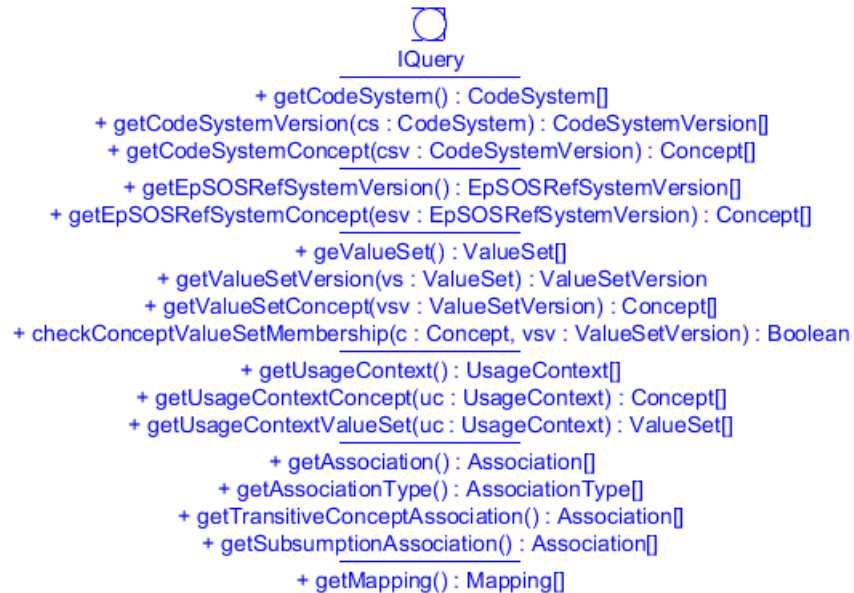 IQuery
+ getCodeSystem() : CodeSystem[]
+ getCodeSystemVersion(cs : CodeSystem) : CodeSystemVersion[]
+ getCodeSystemConcept(csv : CodeSystemVersion) : Concept[]
+ getEpSOSRefSystemVersion() : EpSOSRefSystemVersion[]
+ getEpSOSRefSystemConcept(esv : EpSOSRefSystemVersion) : Concept[]
+ geValueSet() : ValueSet[]
+ getValueSetVersion(vs : ValueSet) : ValueSetVersion
+ getValueSetConcept(vsv : ValueSetVersion) : Concept[]
+ checkConceptValueSetMembership(c : Concept, vsv : ValueSetVersion) : Boolean
+ getUsageContext() : UsageContext[]
+ getUsageContextConcept(uc : UsageContext) : Concept[]
+ getUsageContextValueSet(uc : UsageContext) : ValueSet[]
+ getAssociation() : Association[]
+ getAssociationType() : AssociationType[]
+ getTransitiveConceptAssociation() : Association[]
+ getSubsumptionAssociation() : Association[]
+ getMapping() : Mapping[]